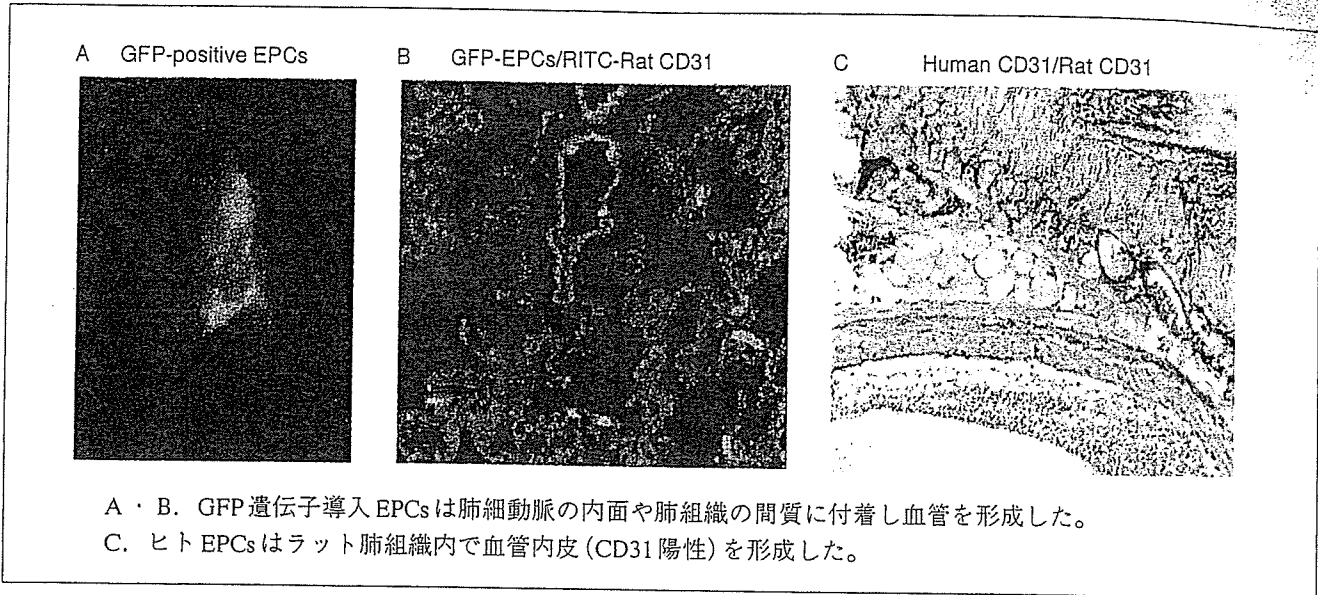 A GFP-positive EPCs
B GFP-EPCs/RITC-Rat CD31
C Human CD31/Rat CD31
A・B. GFP遺伝子導入EPCsは肺細動脈の内面や肺組織の間質に付着し血管を形成した。
C. ヒトEPCsはラット肺組織内で血管内皮(CD31陽性)を形成した。